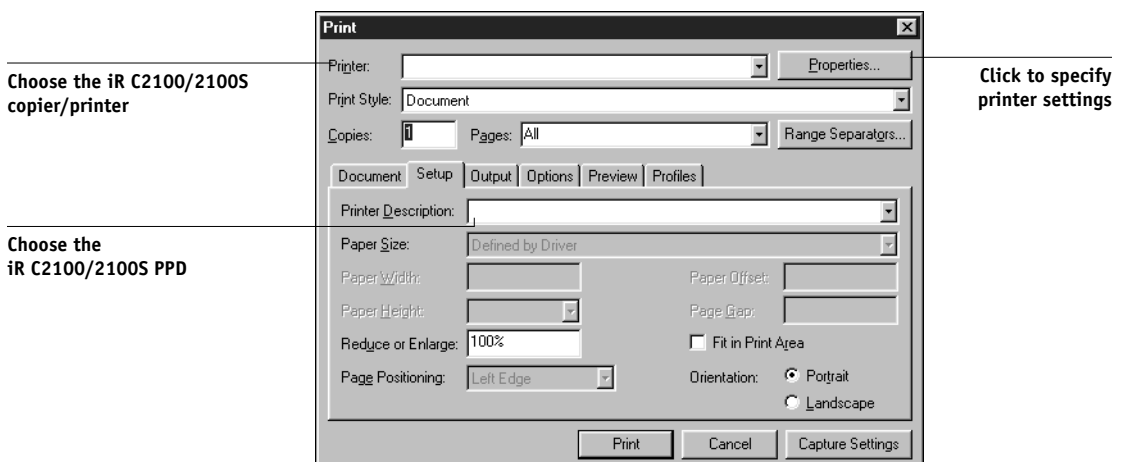 Print
Printer:
Properties...
Choose the iR C2100/2100S
copier/printer
Click to specify
printer settings
Print Style: Document
Copies: 1 Pages: All Range Separators...
Document Setup Output Options Preview Profiles
Printer Description:
Choose the
iR C2100/2100S PPD
Paper Size: Defined by Driver
Paper Width: Paper Offset:
Paper Height: Page Gap:
Reduce or Enlarge: 100% Fit in Print Area
Page Positioning: Left Edge Orientation: Portrait
Landscape
Print Cancel Capture Settings